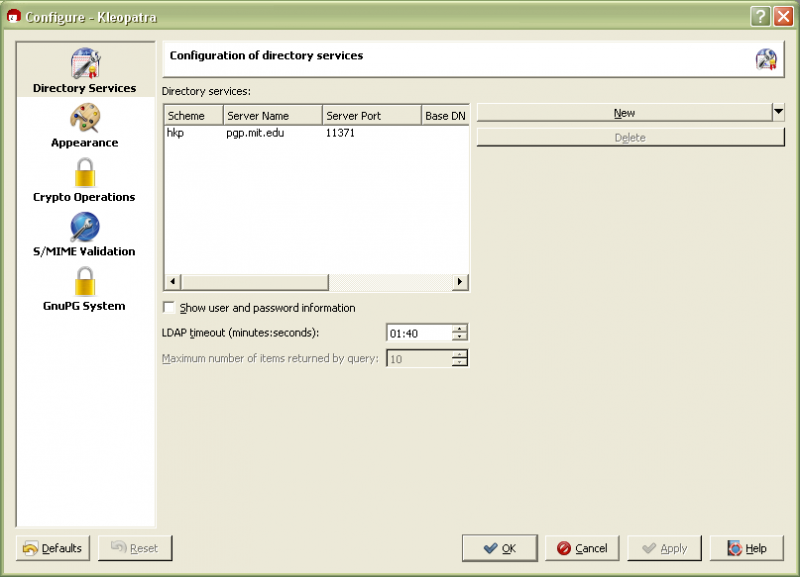 Configure - Kleopatra
Directory Services
Appearance
Crypto Operations
S/MIME Validation
GnuPG System
Configuration of directory services
Directory services:
Scheme Server Name Server Port Base DN
hkp pgp.mit.edu 11371
New
Delete
Show user and password information
LDAP timeout (minutes:seconds): 01:40
Maximum number of items returned by query: 10
Defaults Reset OK Cancel Apply Help